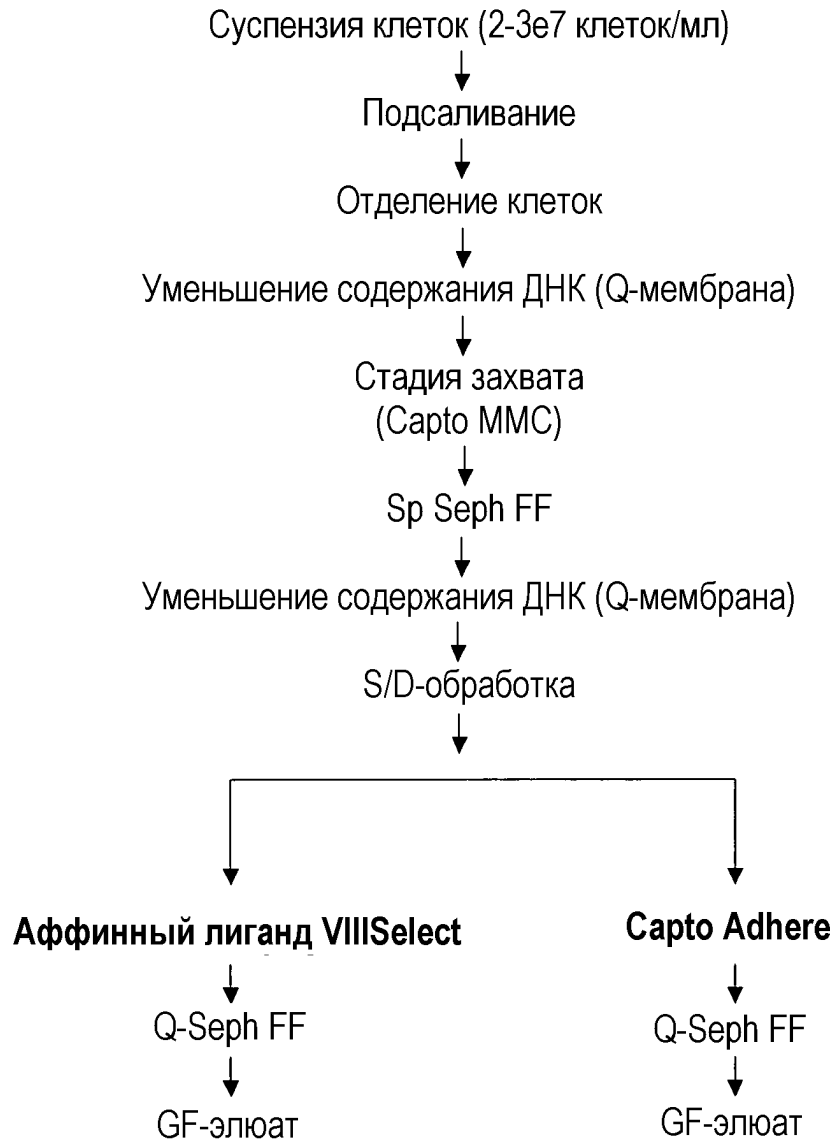 Суспензия клеток (2-3e7 клеток/мл)
Подсаливание
Отделение клеток
Уменьшение содержания ДНК (Q-мембрана)
Стадия захвата
(Capto MMC)
Sp Seph FF
Уменьшение содержания ДНК (Q-мембрана)
S/D-обработка
Аффинный лиганд VIIISelect
Capto Adhere
Q-Seph FF
Q-Seph FF
GF-элюат
GF-элюат